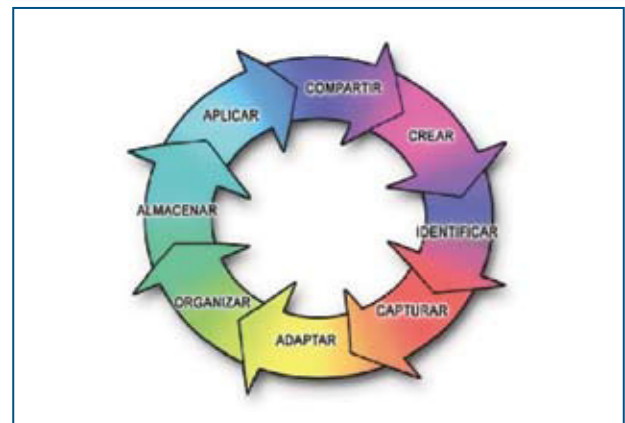 COMPARTIR
CREAR
IDENTIFICAR
CAPTURAR
ADAPTAR
ORGANIZAR
ALMACENAR
APLICAR